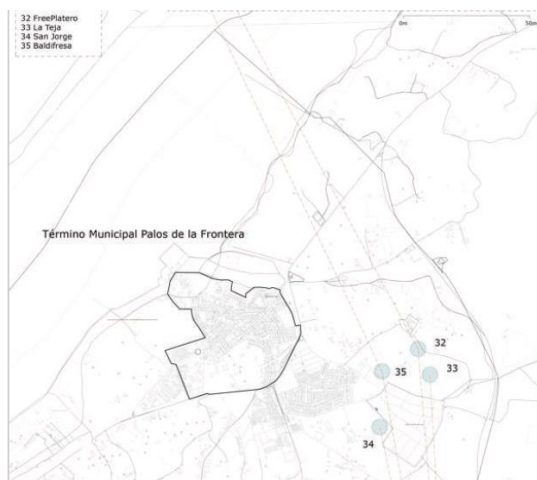 32 FreePlatero
33 La Teja
34 San Jorge
35 Baldifresa
0m
Término Municipal Palos de la Frontera
32
35
33
34